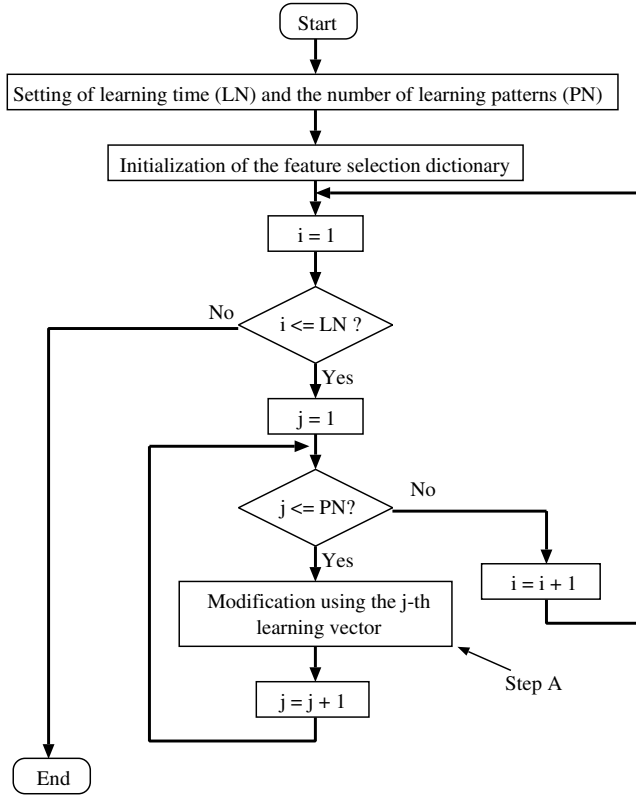 Start
Setting of learning time (LN) and the number of learning patterns (PN)
Initialization of the feature selection dictionary
i = 1
No
i <= LN ?
Yes
j = 1
j <= PN?
No
Yes
i = i + 1
Modification using the j-th
learning vector
Step A
j = j + 1
End